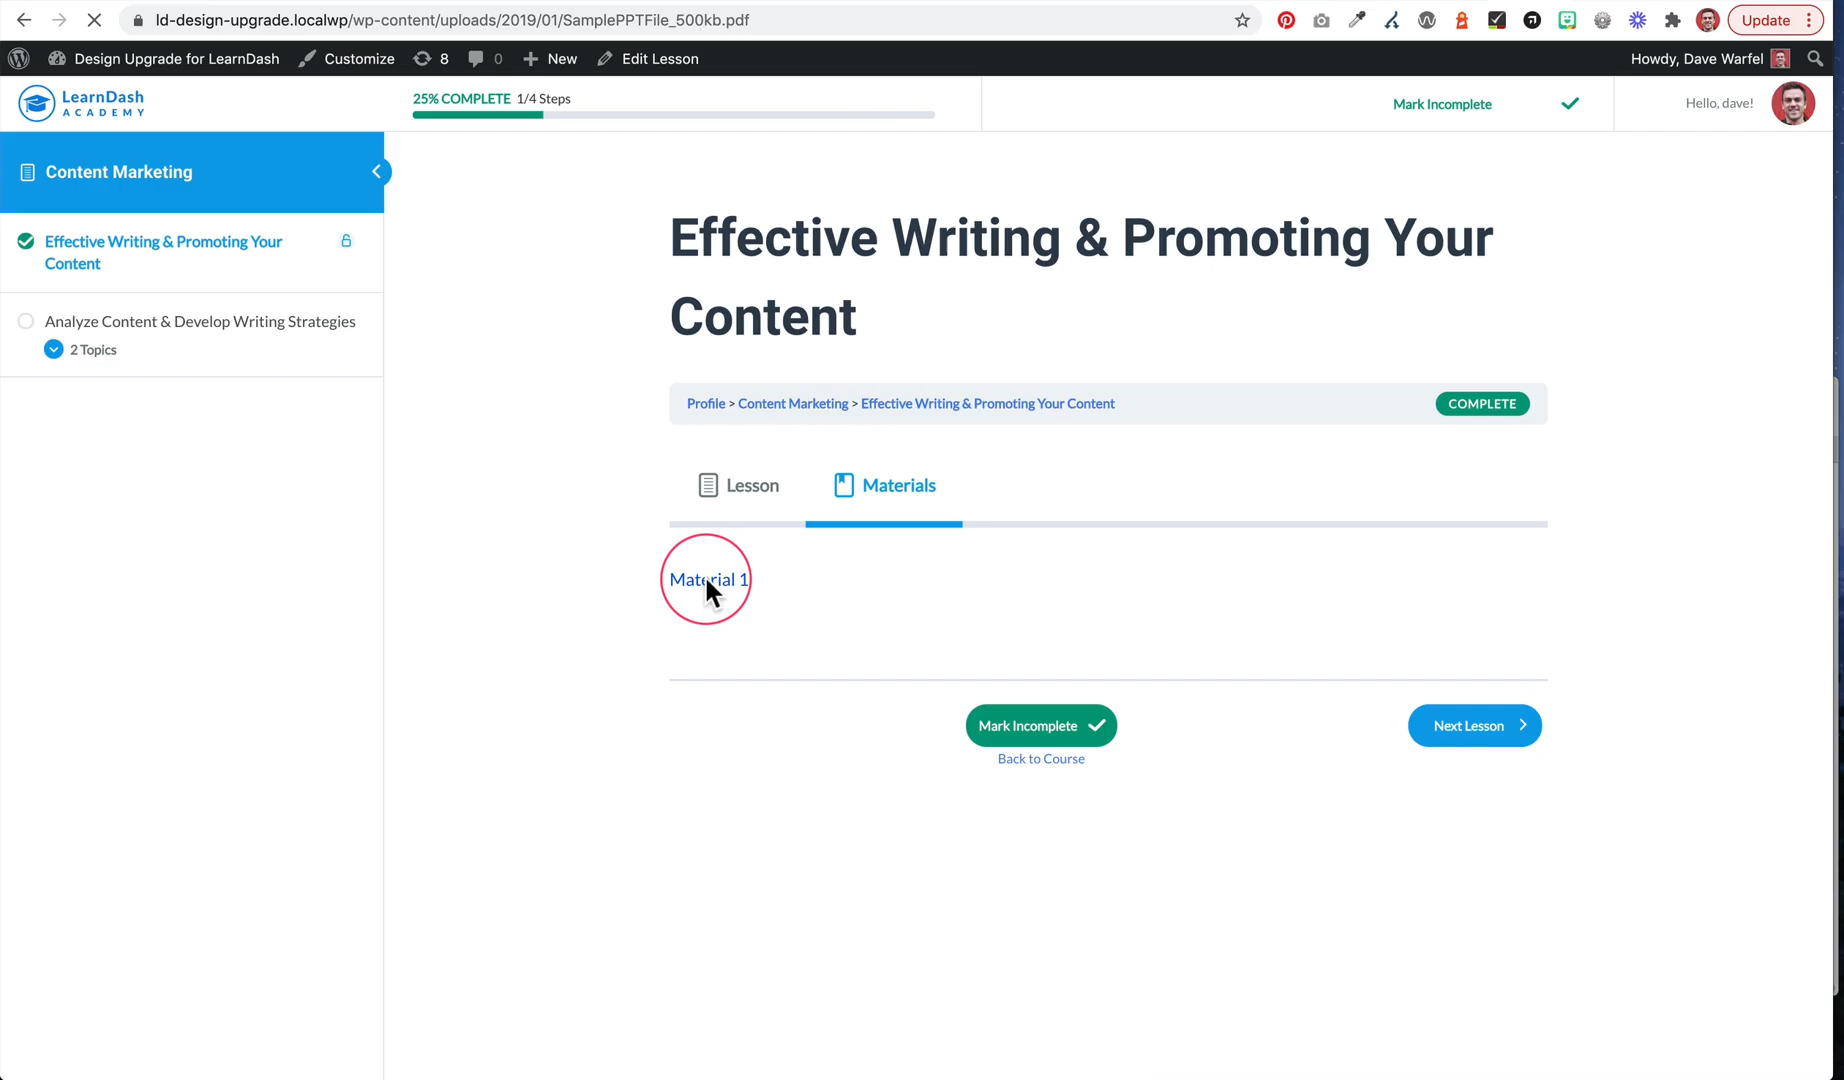 ld-design-upgrade.localwp/wp-content/uploads/2019/01/SamplePPTFile_500kb.pdf
Update
Design Upgrade for LearnDash
Customize
8
0
New
Edit Lesson
Howdy, Dave Warfel
LearnDash
ACADEMY
25% COMPLETE 1/4 Steps
Mark Incomplete
Hello, dave!
Content Marketing
Effective Writing & Promoting Your
Content
Analyze Content & Develop Writing Strategies
2 Topics
Effective Writing & Promoting Your
Content
Profile > Content Marketing > Effective Writing & Promoting Your Content
COMPLETE
Lesson
Materials
Material 1
Mark Incomplete
Next Lesson
Back to Course